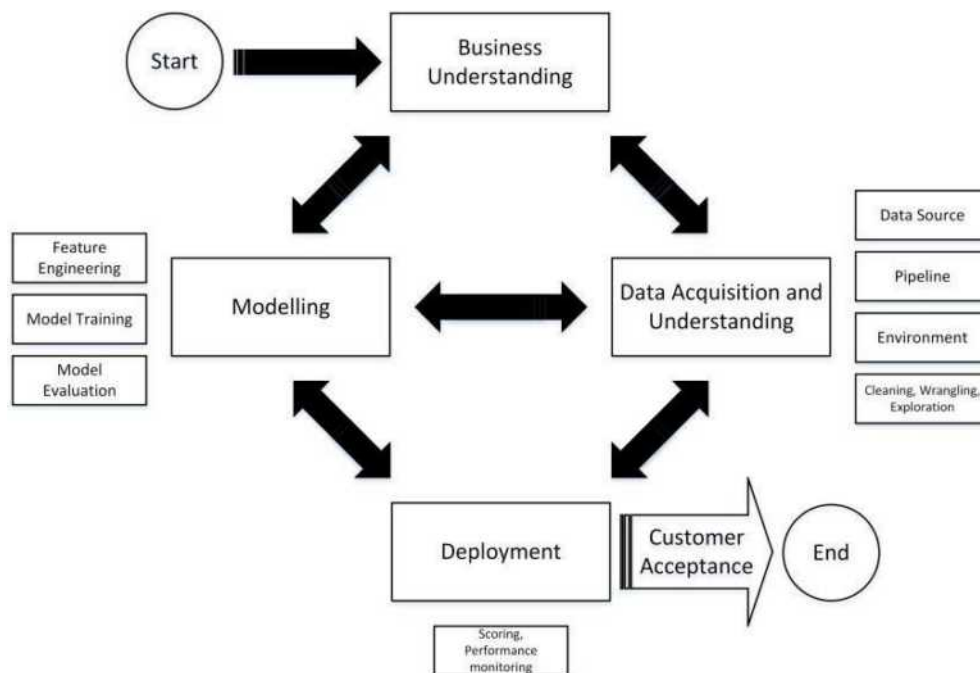 Start
Business
Understanding
Feature
Engineering
Model Training
Model
Evaluation
Modelling
Data Acquisition and
Understanding
Data Source
Pipeline
Environment
Cleaning, Wrangling,
Exploration
Deployment
Customer
Acceptance
End
Scoring,
Performance
monitoring